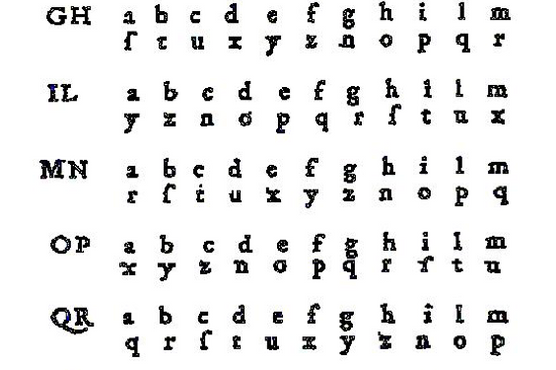 GH a b c d e f g h i l m
ſ t u x y z n o p q r
IL a b c d e f g h i l m
y z n o p q r ſ t u x
MN a b c d e f g h i l m
r ſ t u x y z n o p q
OP a b c d e f g h i l m
x y z n o p q r ſ t u
QR a b c d e f g h i l m
q r ſ t u x y z n o p